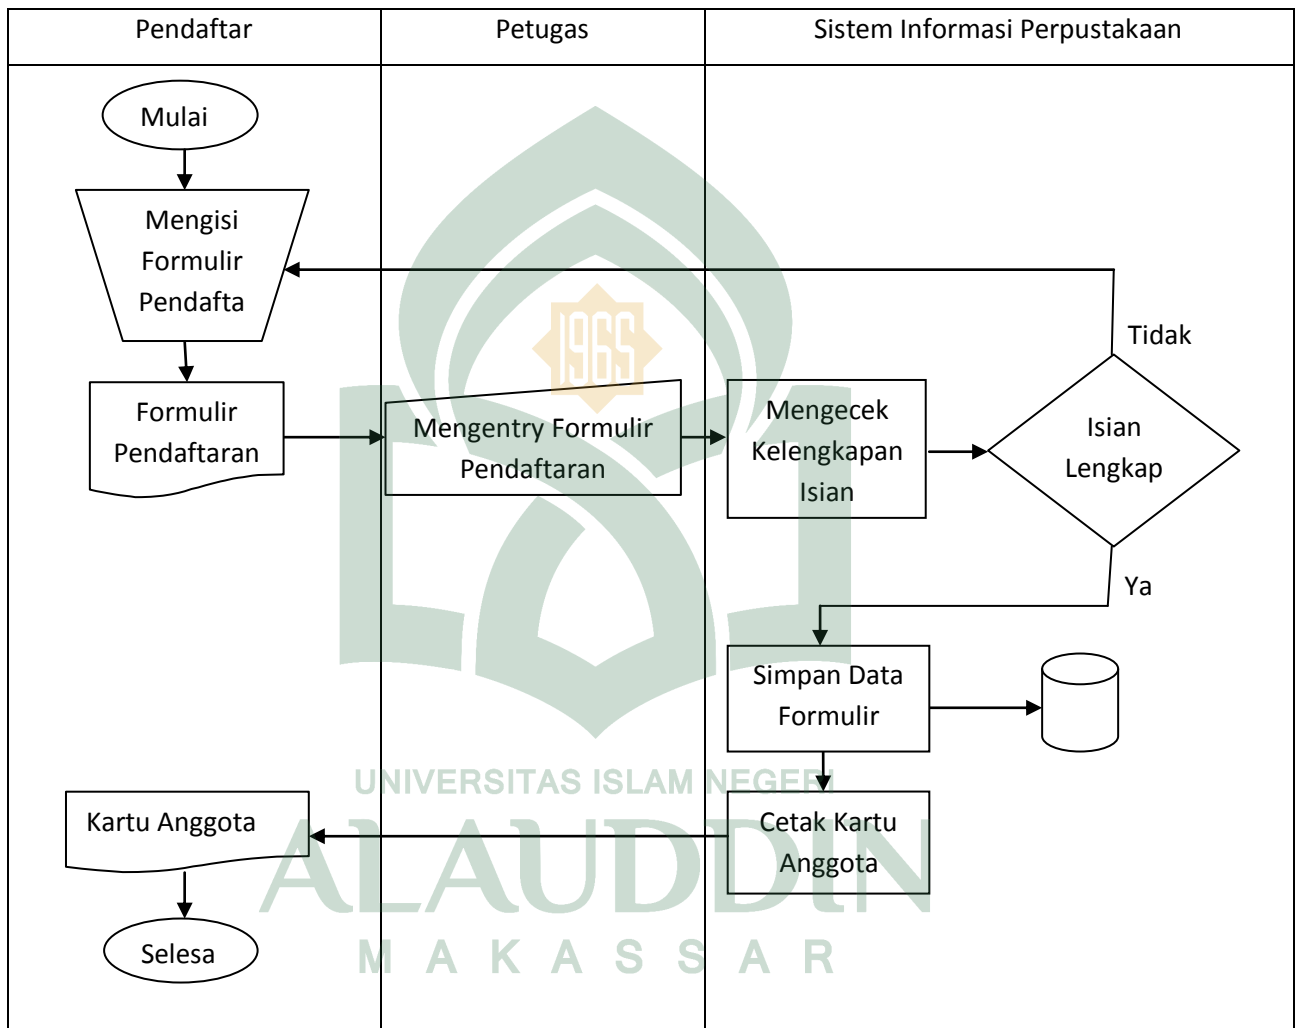 Pendaftar
Petugas
Sistem Informasi Perpustakaan
Mulai
Mengisi
Formulir
Pendafta
Formulir
Pendaftaran
Mengentry Formulir
Pendaftaran
Mengecek
Kelengkapan
Isian
Isian
Lengkap
Tidak
Ya
Simpan Data
Formulir
Cetak Kartu
Anggota
Kartu Anggota
Selesa
1965
UNIVERSITAS ISLAM NEGERI
ALAUDDIN
MAKASSAR